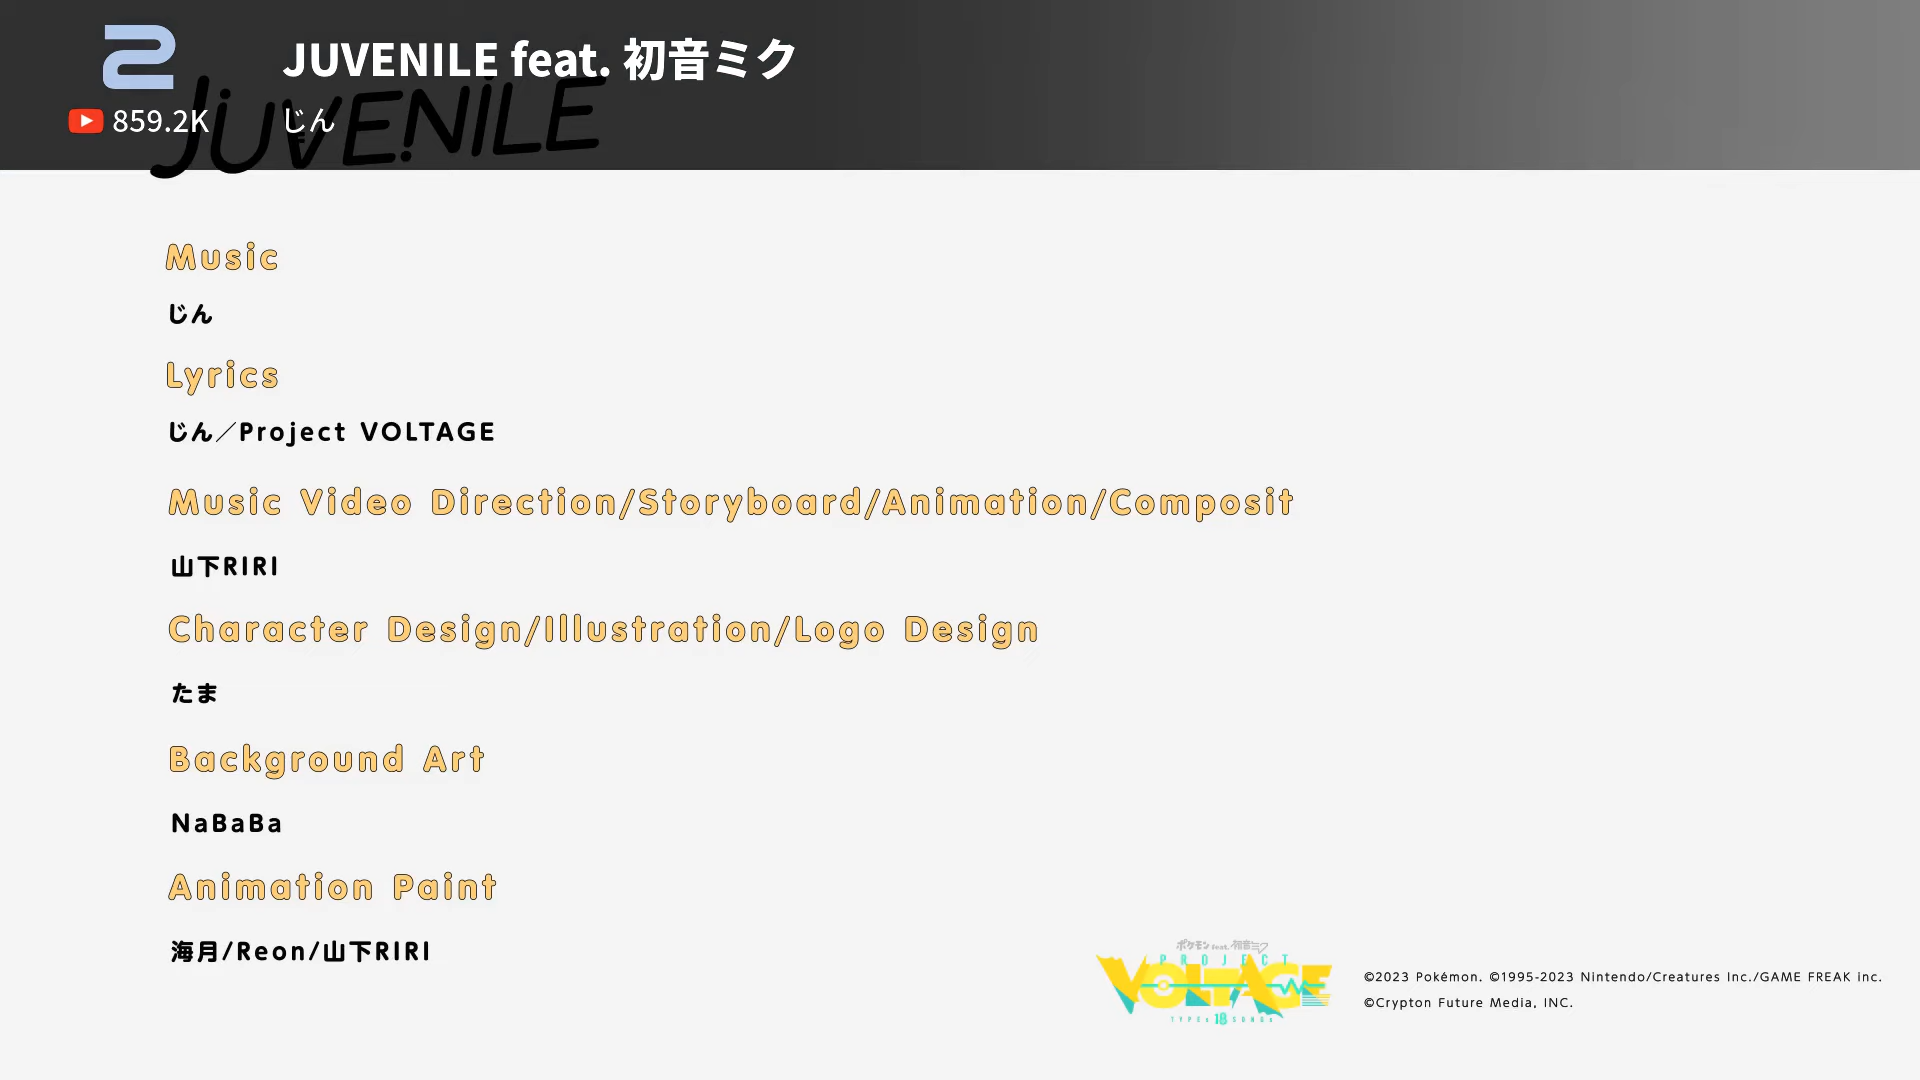 2
JUVENILE feat. 初音ミク
859.2K
じん
JUVENILE
Music
じん
Lyrics
じん／Project VOLTAGE
Music Video Direction/Storyboard/Animation/Composit
山下RIRI
Character Design/Illustration/Logo Design
たま
Background Art
NaBaBa
Animation Paint
海月/Reon/山下RIRI
ポケモン feat. 初音ミク
PROJECT
VOLTAGE
18 TYPES SONGS
©2023 Pokémon. ©1995-2023 Nintendo/Creatures Inc./GAME FREAK inc.
©Crypton Future Media, INC.